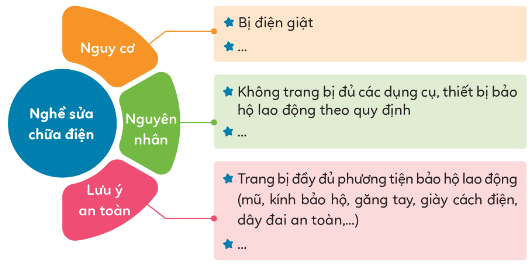 Nghề sửa
chữa điện
Nguy cơ
Bị điện giật
...
Nguyên
nhân
Không trang bị đủ các dụng cụ, thiết bị bảo
hộ lao động theo quy định
...
Lưu ý
an toàn
Trang bị đầy đủ phương tiện bảo hộ lao động
(mũ, kính bảo hộ, găng tay, giày cách điện,
dây đai an toàn,...)
...